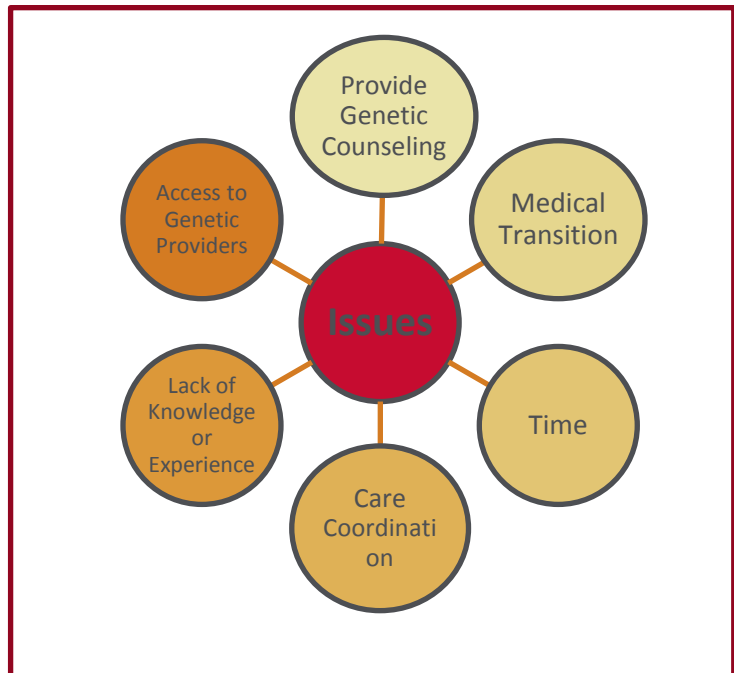 Provide
Genetic
Counseling
Medical
Transition
Time
Care
Coordinati
on
Lack of
Knowledge
or
Experience
Access to
Genetic
Providers
Issues